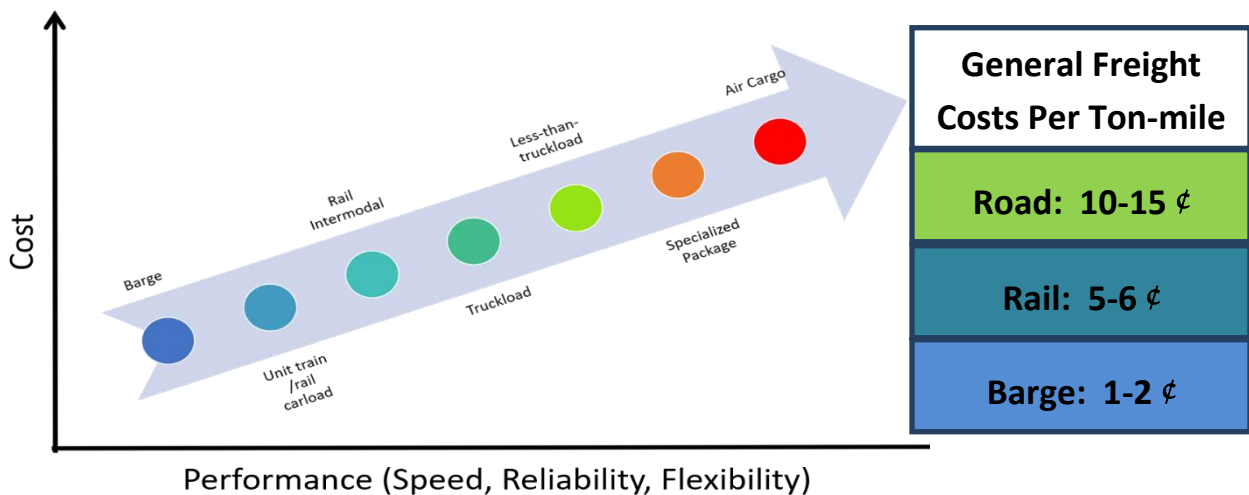 Cost
Barge
Unit train
/rail
carload
Rail
Intermodal
Truckload
Less-than-
truckload
Specialized
Package
Air Cargo
Performance (Speed, Reliability, Flexibility)
General Freight
Costs Per Ton-mile
Road: 10-15 ¢
Rail: 5-6 ¢
Barge: 1-2 ¢